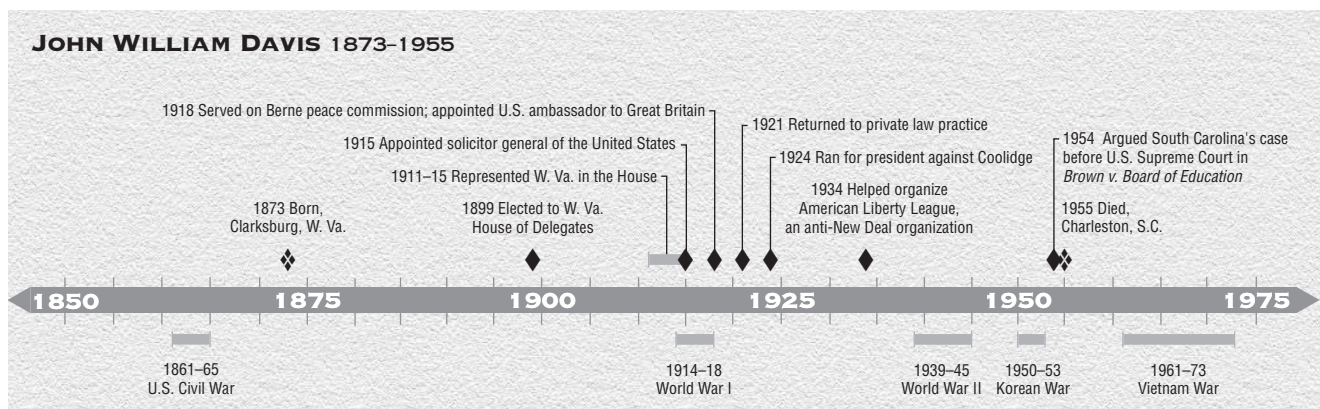 JOHN WILLIAM DAVIS 1873–1955
1918 Served on Berne peace commission; appointed U.S. ambassador to Great Britain
1915 Appointed solicitor general of the United States
1911–15 Represented W. Va. in the House
1873 Born,
Clarksburg, W. Va.
1899 Elected to W. Va.
House of Delegates
1921 Returned to private law practice
1924 Ran for president against Coolidge
1934 Helped organize
American Liberty League,
an anti-New Deal organization
1954 Argued South Carolina's case
before U.S. Supreme Court in
Brown v. Board of Education
1955 Died,
Charleston, S.C.
1850 1875 1900 1925 1950 1975
1861–65
U.S. Civil War
1914–18
World War I
1939–45
World War II
1950–53
Korean War
1961–73
Vietnam War